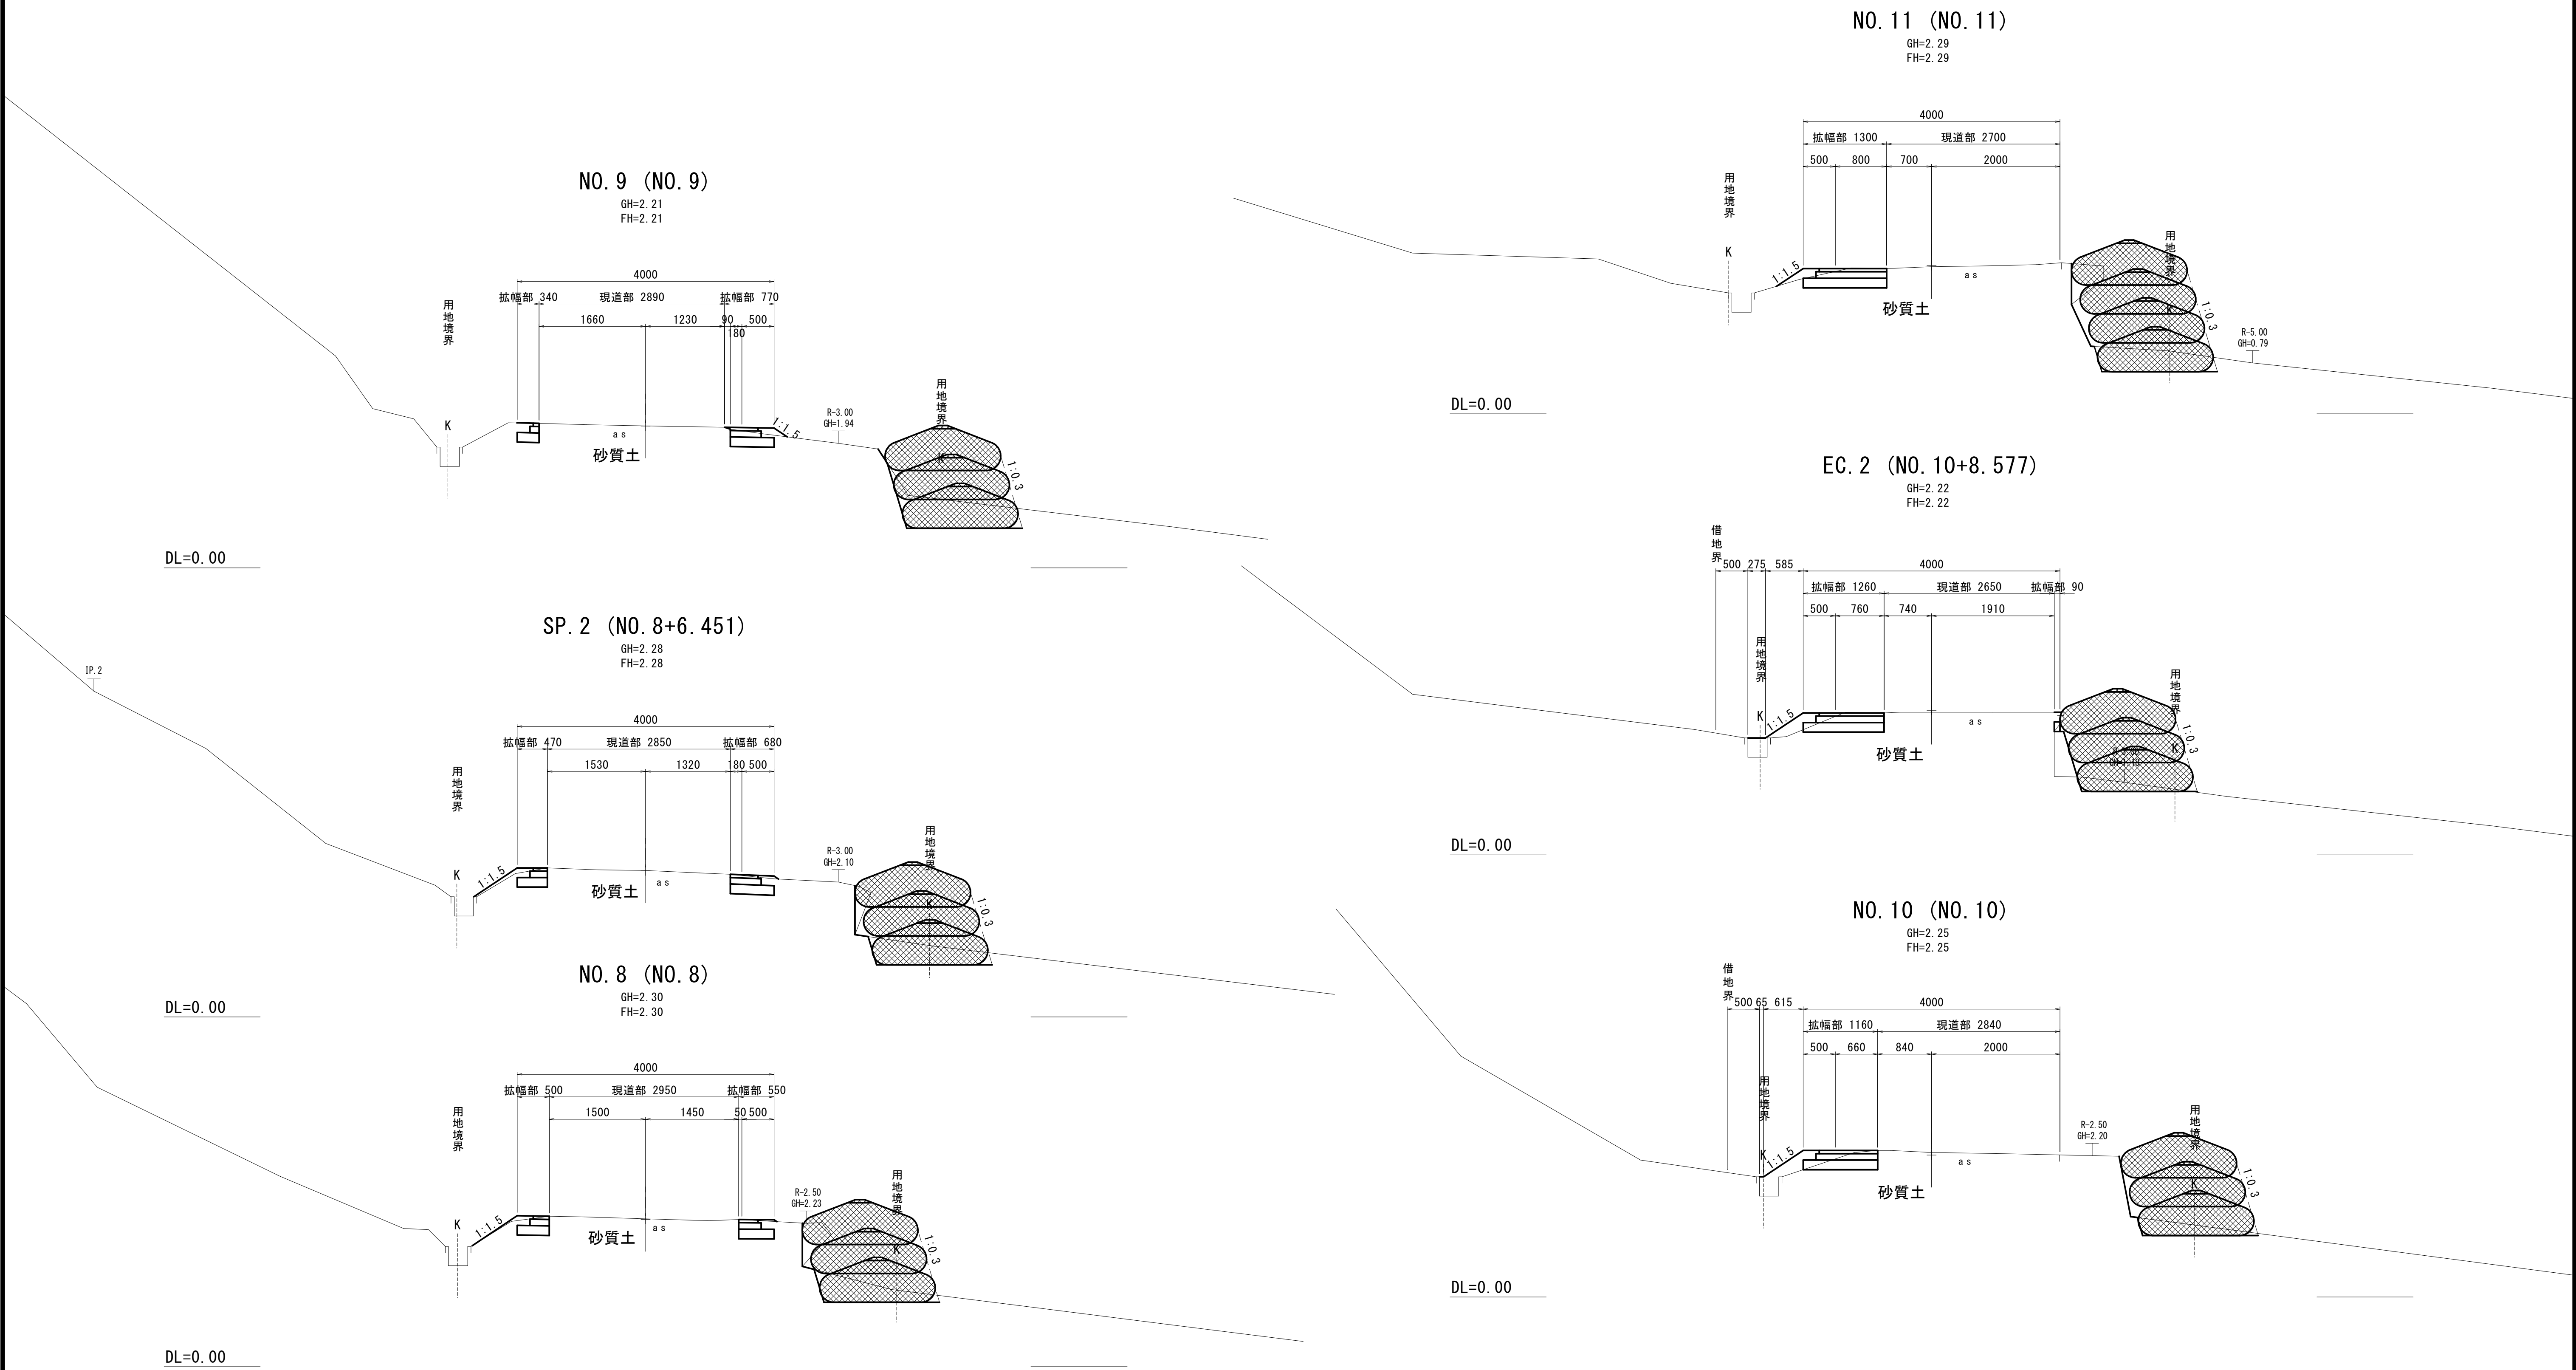 NO.9 (NO.9)
GH=2.21
FH=2.21
4000
拡幅部 340
現道部 2890
拡幅部 770
1660
1230
90
180
500
用地境界
K
as
砂質土
1:1.5
R-3.00
GH=1.94
用地境界
K
1:0.3
DL=0.00
SP.2 (NO.8+6.451)
GH=2.28
FH=2.28
IP.2
4000
拡幅部 470
現道部 2850
拡幅部 680
1530
1320
180
500
用地境界
K
1:1.5
砂質土
as
R-3.00
GH=2.10
用地境界
K
1:0.3
DL=0.00
NO.8 (NO.8)
GH=2.30
FH=2.30
4000
拡幅部 500
現道部 2950
拡幅部 550
1500
1450
50
500
用地境界
K
1:1.5
砂質土
as
R-2.50
GH=2.23
用地境界
K
1:0.3
DL=0.00
NO.11 (NO.11)
GH=2.29
FH=2.29
4000
拡幅部 1300
現道部 2700
500
800
700
2000
用地境界
K
1:1.5
as
砂質土
用地境界
K
1:0.3
R-5.00
GH=0.79
DL=0.00
EC.2 (NO.10+8.577)
GH=2.22
FH=2.22
借地界
500
275
585
4000
拡幅部 1260
現道部 2650
拡幅部 90
500
760
740
1910
用地境界
K
1:1.5
as
砂質土
用地境界
K
1:0.3
DL=0.00
NO.10 (NO.10)
GH=2.25
FH=2.25
借地界
500
65
615
4000
拡幅部 1160
現道部 2840
500
660
840
2000
用地境界
K
1:1.5
as
砂質土
R-2.50
GH=2.20
用地境界
K
1:0.3
DL=0.00